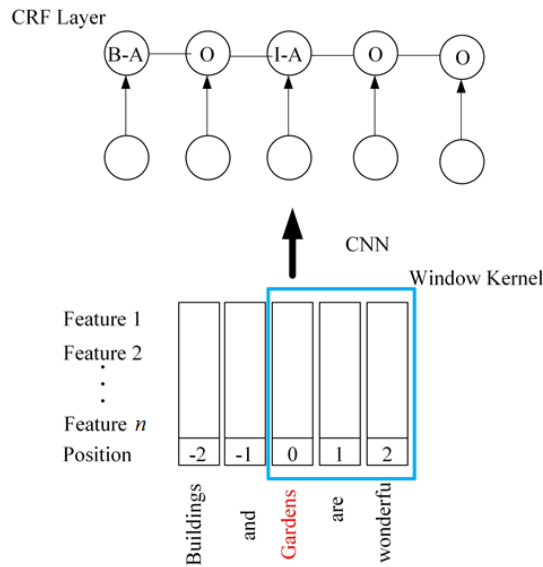 CRF Layer
B-A O I-A O O
CNN
Window Kernel
Feature 1
Feature 2
Feature n
Position -2 -1 0 1 2
Buildings
and
Gardens
are
wonderfu